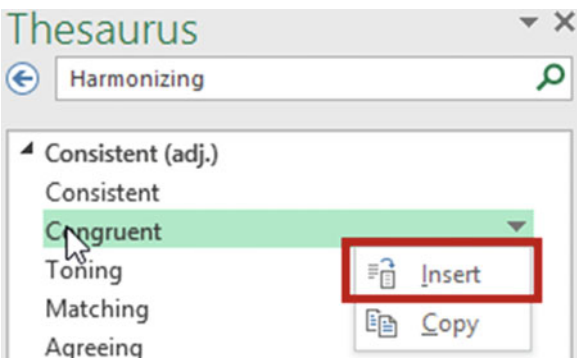 Thesaurus
Harmonizing
Consistent (adj.)
Consistent
Congruent
Toning
Insert
Matching
Copy
Agreeing